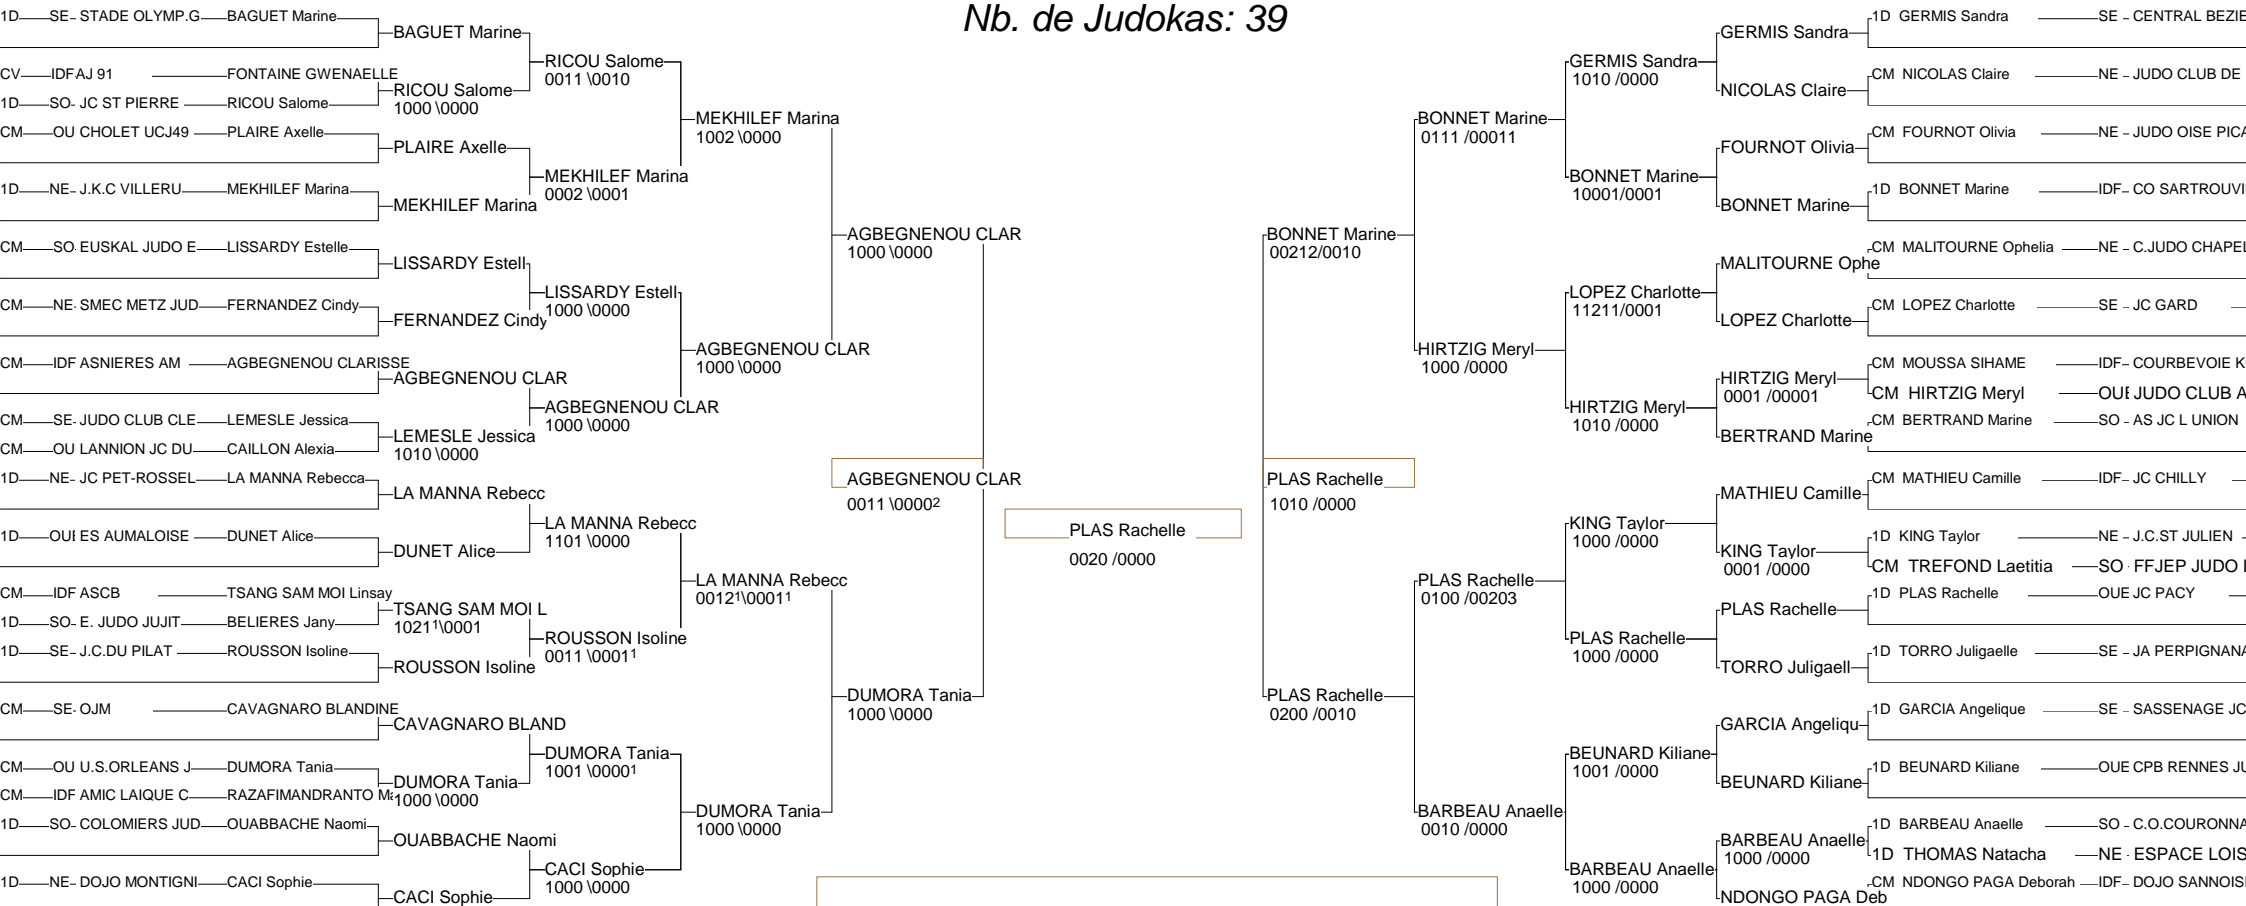 Nb. de Judokas: 39
1D SE- STADE OLYMP.G BAGUET Marine
CV IDF AJ 91 FONTAINE GWENAELLE
1D SO- JC ST PIERRE RICOU Salome
CM OU CHOLET UCJ49 PLAIRE Axelle
1D NE- J.K.C VILLERU MEKHILEF Marina
CM SO- EUSKAL JUDO E LISSARDY Estelle
CM NE- SMEC METZ JUD FERNANDEZ Cindy
CM IDF ASNIERES AM AGBEGNENOU CLARISSE
CM SE- JUDO CLUB CLE LEMESLE Jessica
CM OU LANNION JC DU CAILLON Alexia
1D NE- JC PET-ROSSEL LA MANNA Rebecca
1D OUE ES AUMALOISE DUNET Alice
CM IDF ASCB TSANG SAM MOI Linsay
1D SO- E. JUDO JUJIT BELIERES Jany
1D SE- J.C.DU PILAT ROUSSON Isoline
CM SE- OJM CAVAGNARO BLANDINE
CM OU U.S.ORLEANS J DUMORA Tania
CM IDF AMIC LAIQUE C RAZAFIMANDRANTO
1D SO- COLOMIERS JUD OUABBACHE Naomi
1D NE- DOJO MONTIGNI CACI Sophie
BAGUET Marine
RICOU Salome
1000 \0000
PLAIRE Axelle
MEKHILEF Marina
LISSARDY Estell
FERNANDEZ Cindy
AGBEGNENOU CLAR
LEMESLE Jessica
1010 \0000
LA MANNA Rebecc
DUNET Alice
TSANG SAM MOI L
1021¹\0001
ROUSSON Isoline
CAVAGNARO BLAND
DUMORA Tania
1000 \0000
OUABBACHE Naomi
CACI Sophie
RICOU Salome
0011 \0010
MEKHILEF Marina
0002 \0001
LISSARDY Estell
1000 \0000
AGBEGNENOU CLAR
1000 \0000
LA MANNA Rebecc
1101 \0000
ROUSSON Isoline
0011 \0001¹
DUMORA Tania
1001 \0000¹
CACI Sophie
1000 \0000
MEKHILEF Marina
1002 \0000
AGBEGNENOU CLAR
1000 \0000
LA MANNA Rebecc
0012¹\0001¹
DUMORA Tania
1000 \0000
AGBEGNENOU CLAR
1000 \0000
DUMORA Tania
1000 \0000
AGBEGNENOU CLAR
0011 \0000²
PLAS Rachelle
0020 /0000
PLAS Rachelle
1010 /0000
BONNET Marine
00212/0010
PLAS Rachelle
0200 /0010
BONNET Marine
0111 /00011
HIRTZIG Meryl
1000 /0000
PLAS Rachelle
0100 /00203
BARBEAU Anaelle
0010 /0000
GERMIS Sandra
1010 /0000
BONNET Marine
10001/0001
LOPEZ Charlotte
11211/0001
HIRTZIG Meryl
1010 /0000
KING Taylor
1000 /0000
PLAS Rachelle
1000 /0000
BEUNARD Kiliane
1001 /0000
BARBEAU Anaelle
1000 /0000
GERMIS Sandra
NICOLAS Claire
FOURNOT Olivia
BONNET Marine
MALITOURNE Ophe
LOPEZ Charlotte
HIRTZIG Meryl
0001 /00001
BERTRAND Marine
MATHIEU Camille
KING Taylor
0001 /0000
PLAS Rachelle
TORRO Juligaell
GARCIA Angeliqu
BEUNARD Kiliane
BARBEAU Anaelle
1000 /0000
NDONGO PAGA Deb
1D GERMIS Sandra SE - CENTRAL BEZIE
CM NICOLAS Claire NE - JUDO CLUB DE
CM FOURNOT Olivia NE - JUDO OISE PICA
1D BONNET Marine IDF- CO SARTROUVI
CM MALITOURNE Ophelia NE - C.JUDO CHAPEL
CM LOPEZ Charlotte SE - JC GARD
CM MOUSSA SIHAME IDF- COURBEVOIE K
CM HIRTZIG Meryl OUE JUDO CLUB A
CM BERTRAND Marine SO - AS JC L UNION
CM MATHIEU Camille IDF- JC CHILLY
1D KING Taylor NE - J.C.ST JULIEN
CM TREFOND Laetitia SO - FFJEP JUDO
1D PLAS Rachelle OUE JC PACY
1D TORRO Juligaelle SE - JA PERPIGNANA
1D GARCIA Angelique SE - SASSENAGE JC
1D BEUNARD Kiliane OUE CPB RENNES JU
1D BARBEAU Anaelle SO - C.O.COURONNA
1D THOMAS Natacha NE - ESPACE LOIS
CM NDONGO PAGA Deborah IDF- DOJO SANNOIS